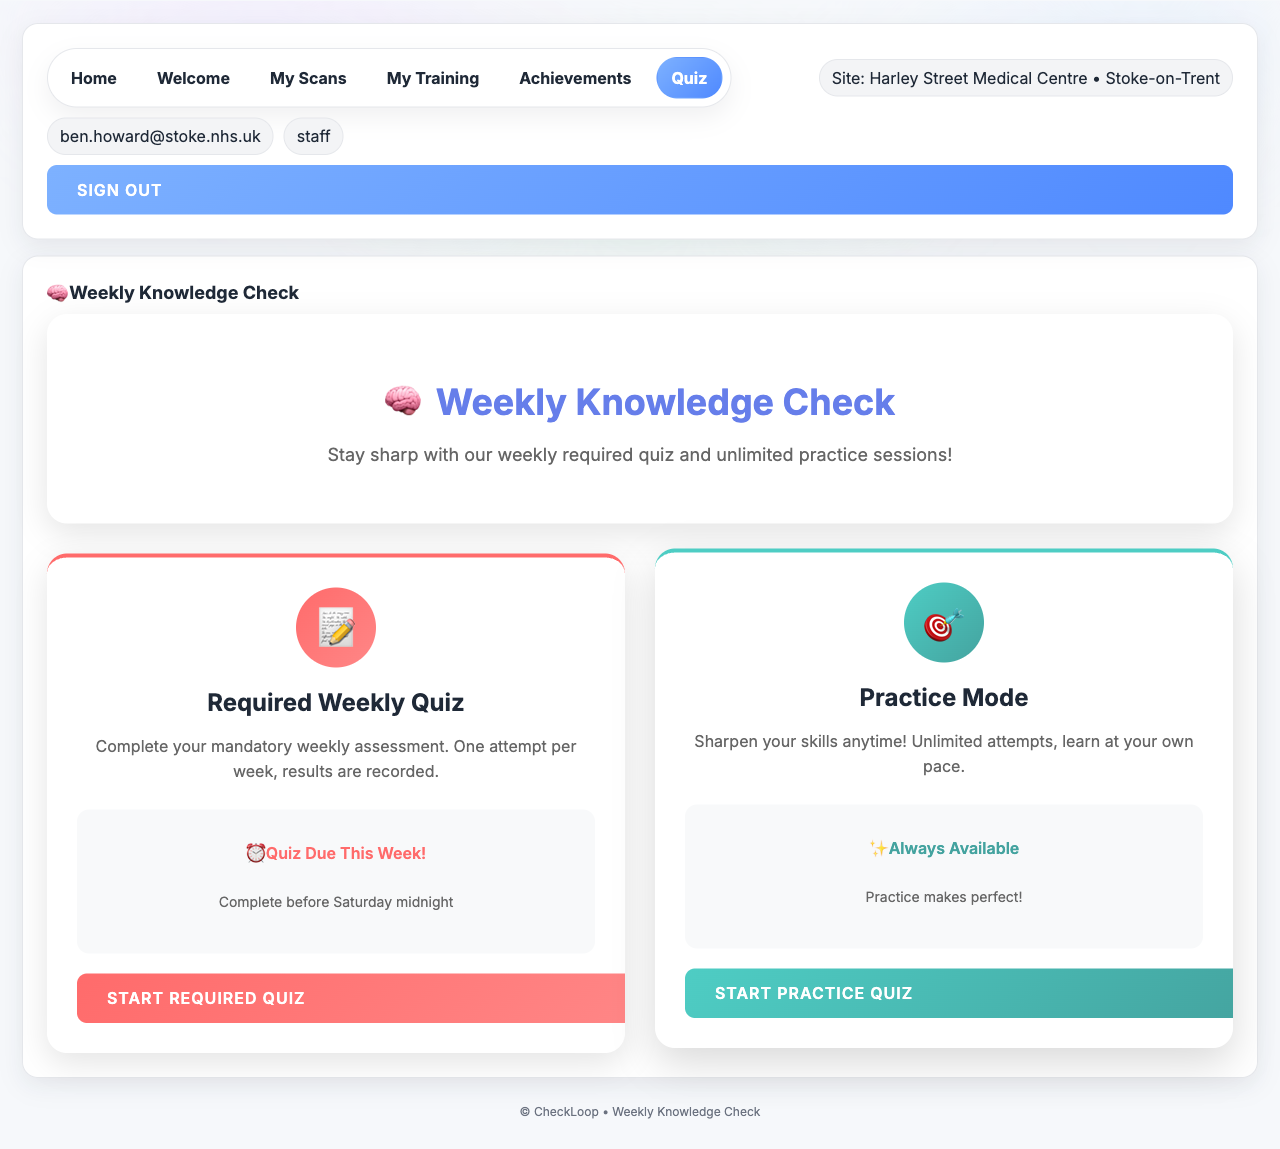 Home Welcome My Scans My Training Achievements Quiz
Site: Harley Street Medical Centre • Stoke-on-Trent
ben.howard@stoke.nhs.uk staff
SIGN OUT
Weekly Knowledge Check
Weekly Knowledge Check
Stay sharp with our weekly required quiz and unlimited practice sessions!
Required Weekly Quiz
Complete your mandatory weekly assessment. One attempt per
week, results are recorded.
Quiz Due This Week!
Complete before Saturday midnight
START REQUIRED QUIZ
Practice Mode
Sharpen your skills anytime! Unlimited attempts, learn at your own
pace.
Always Available
Practice makes perfect!
START PRACTICE QUIZ
© CheckLoop • Weekly Knowledge Check